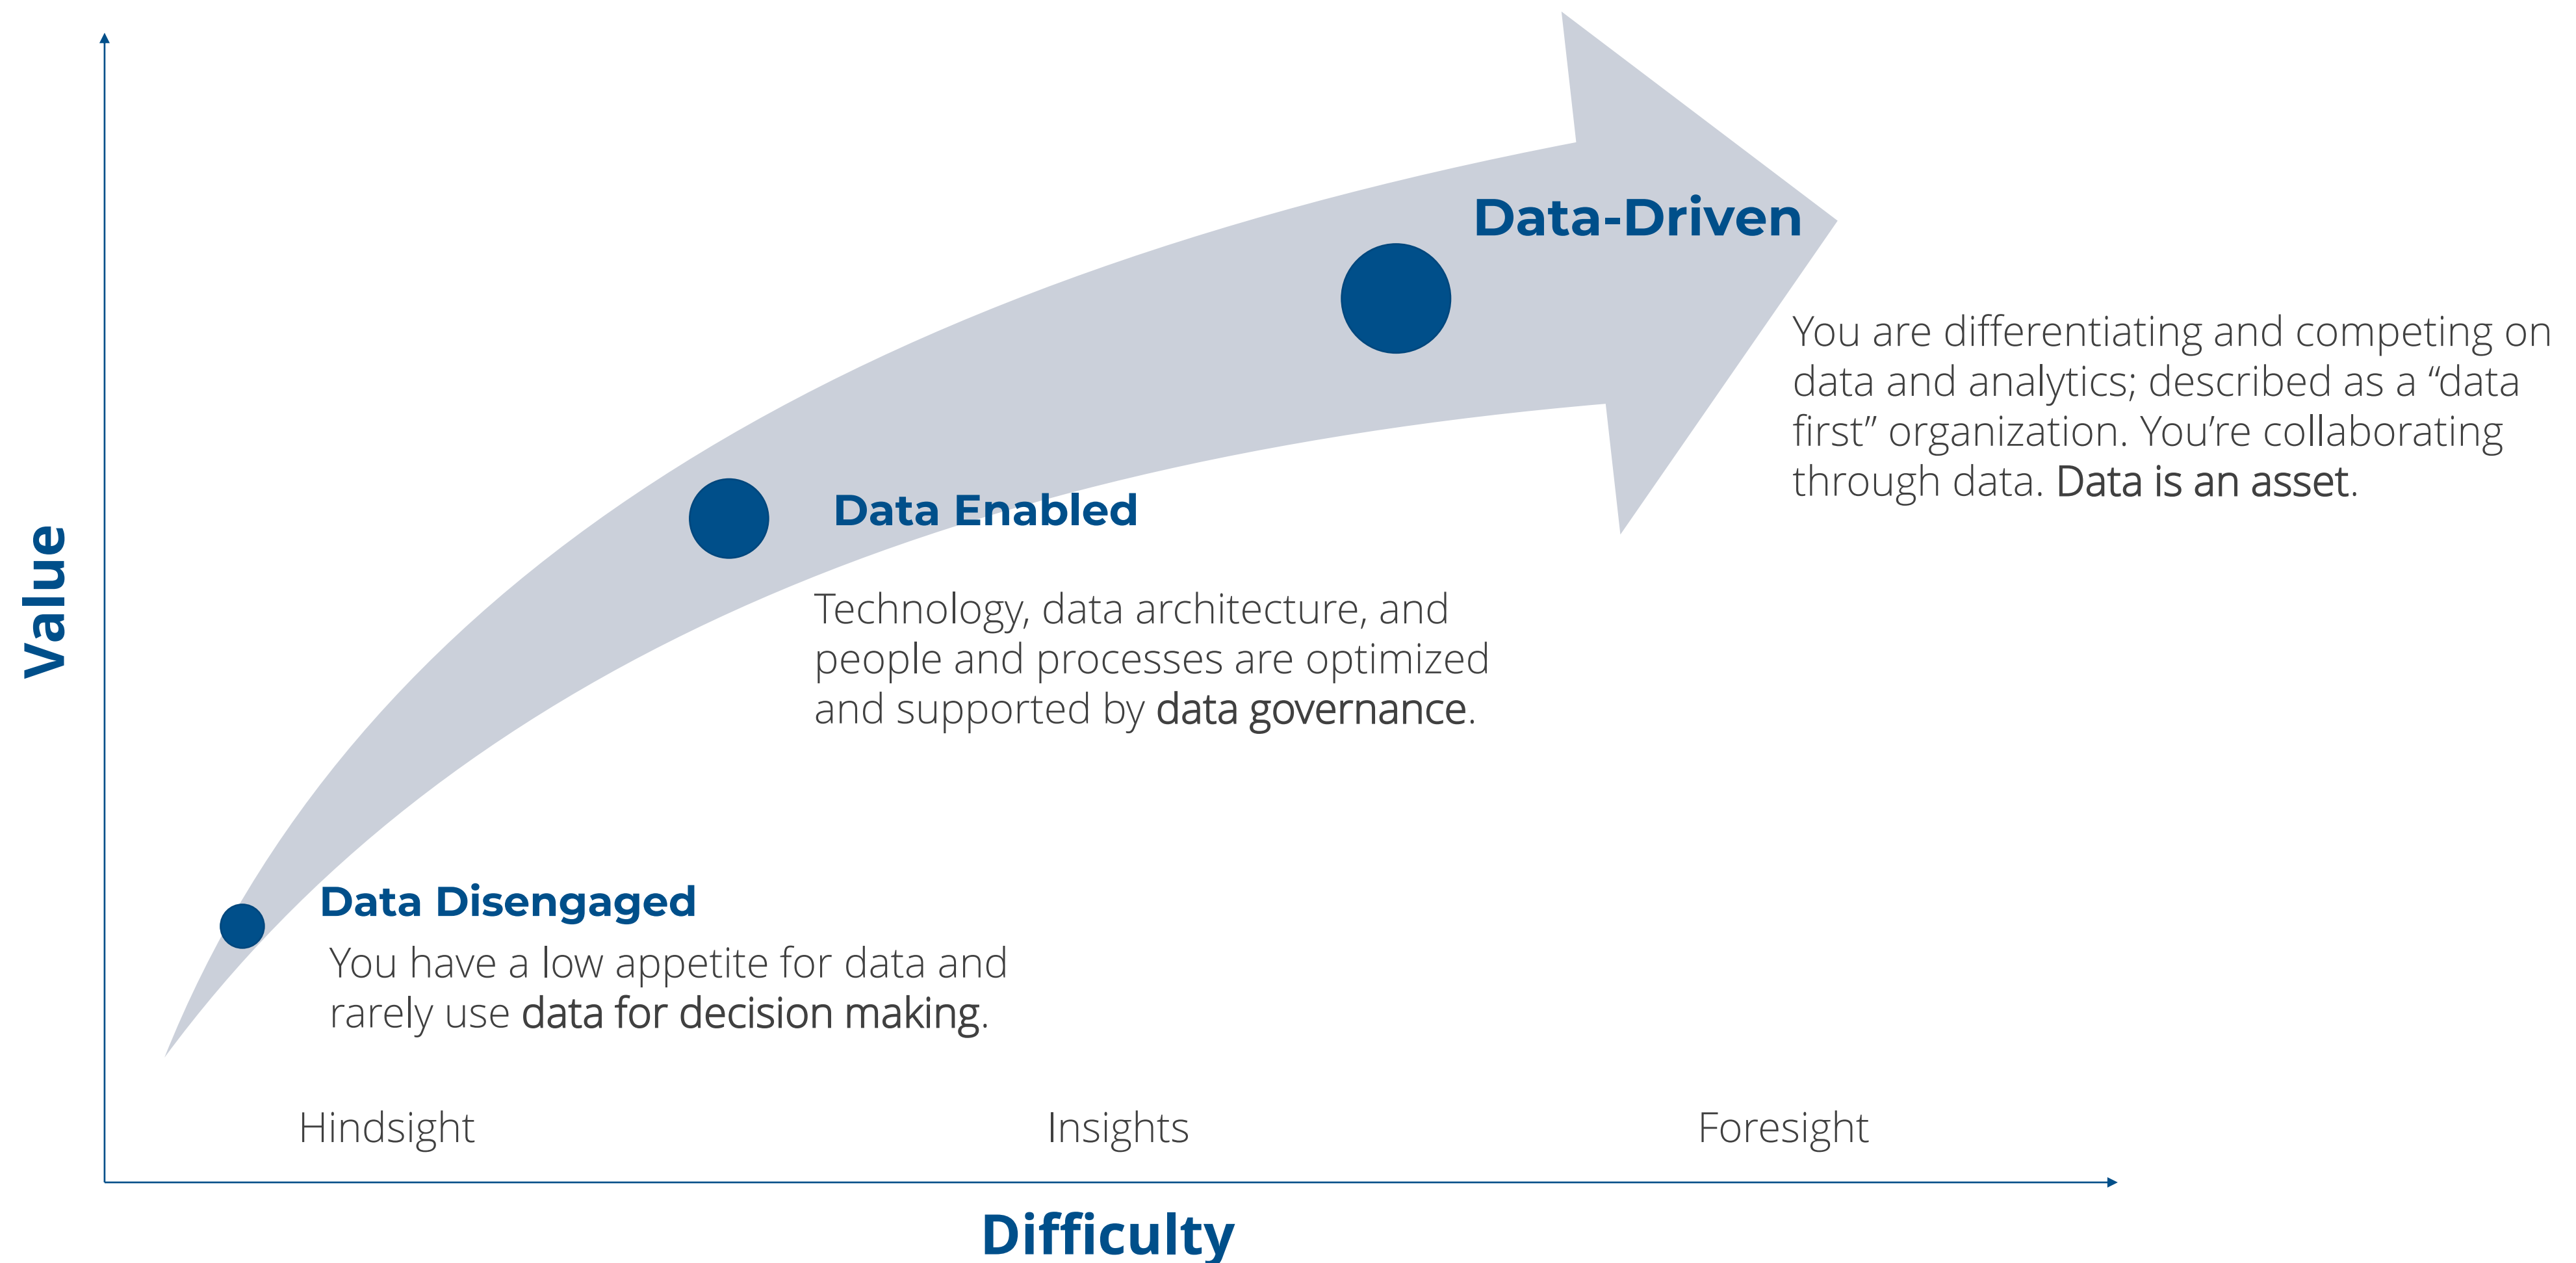 Data-Driven
You are differentiating and competing on
data and analytics; described as a “data
first” organization. You’re collaborating
through data. Data is an asset.
Data Enabled
Technology, data architecture, and
people and processes are optimized
and supported by data governance.
Value
Data Disengaged
You have a low appetite for data and
rarely use data for decision making.
Hindsight
Insights
Foresight
Difficulty